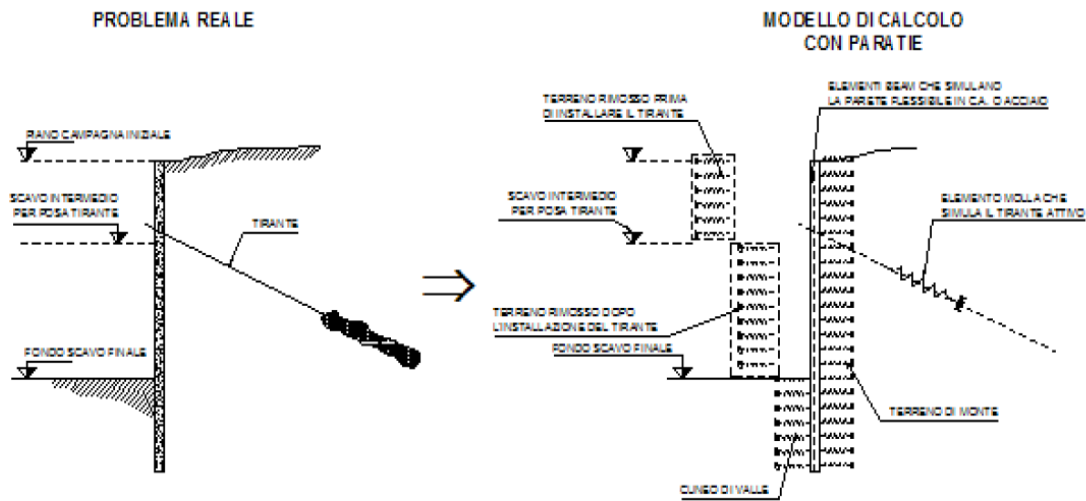 PROBLEMA REALE
PIANO CAMPAGNA INIZIALE
SCAVO INTERMEDIO
PER POSA TIRANTE
TIRANTE
FONDO SCAVO FINALE
MODELLO DI CALCOLO
CON PARATIE
TERRENO RIMOSSO PRIMA
DI INSTALLARE IL TIRANTE
ELEMENTI BEAM CHE SIMULANO
LA PARETE FLESSIBILE IN C.A. O ACCIAIO
SCAVO INTERMEDIO
PER POSA TIRANTE
ELEMENTO MOLLA CHE
SIMULA IL TIRANTE ATTIVO
TERRENO RIMOSSO DOPO
L'INSTALLAZIONE DEL TIRANTE
FONDO SCAVO FINALE
TERRENO DI MONTE
CUNEO DI VALLE